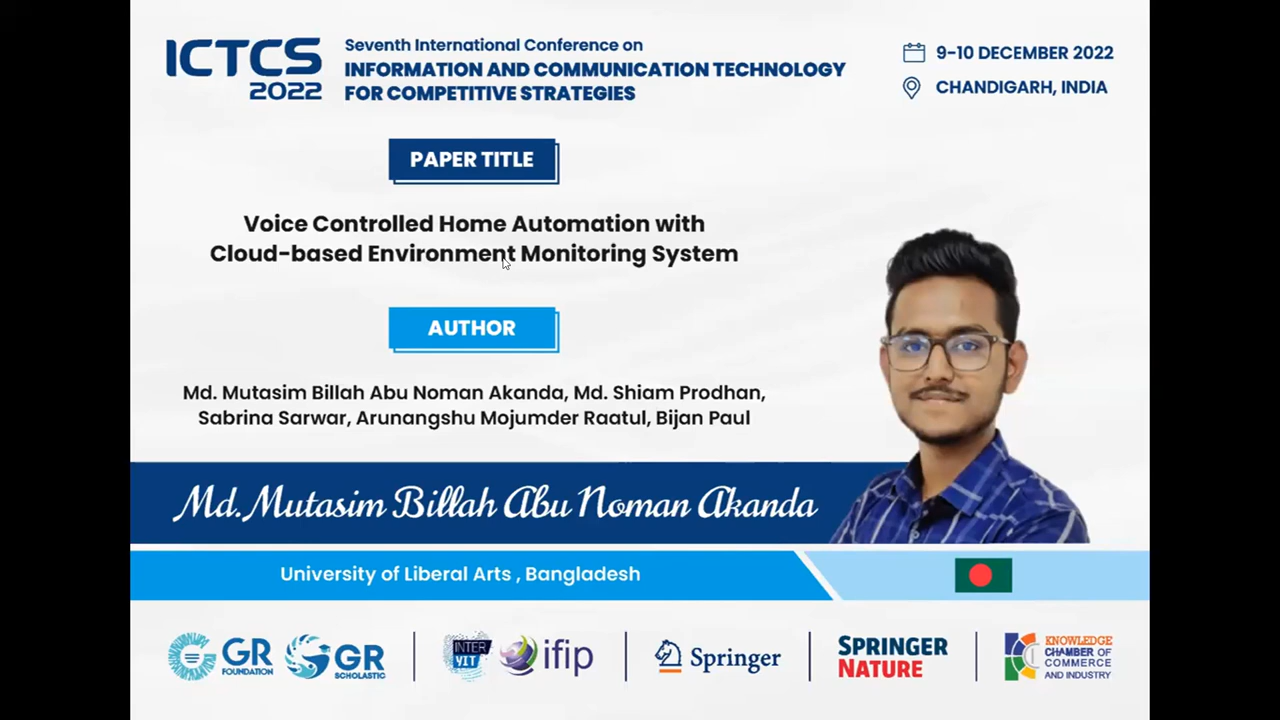 ICTCS
2022
Seventh International Conference on
INFORMATION AND COMMUNICATION TECHNOLOGY
FOR COMPETITIVE STRATEGIES
9-10 DECEMBER 2022
CHANDIGARH, INDIA
PAPER TITLE
Voice Controlled Home Automation with
Cloud-based Environment Monitoring System
AUTHOR
Md. Mutasim Billah Abu Noman Akanda, Md. Shiam Prodhan,
Sabrina Sarwar, Arunangshu Mojumder Raatul, Bijan Paul
Md. Mutasim Billah Abu Noman Akanda
University of Liberal Arts , Bangladesh
GR
FOUNDATION
GR
SCHOLASTIC
INTER
YIT
ifip
Springer
SPRINGER
NATURE
KNOWLEDGE
CHAMBER OF
COMMERCE
AND INDUSTRY